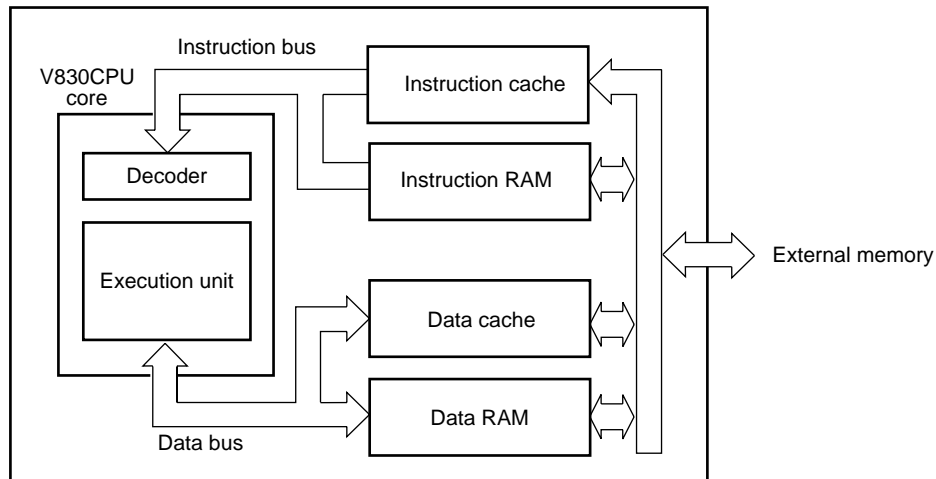 Instruction bus
V830CPU
core
Instruction cache
Decoder
Instruction RAM
Execution unit
External memory
Data cache
Data RAM
Data bus